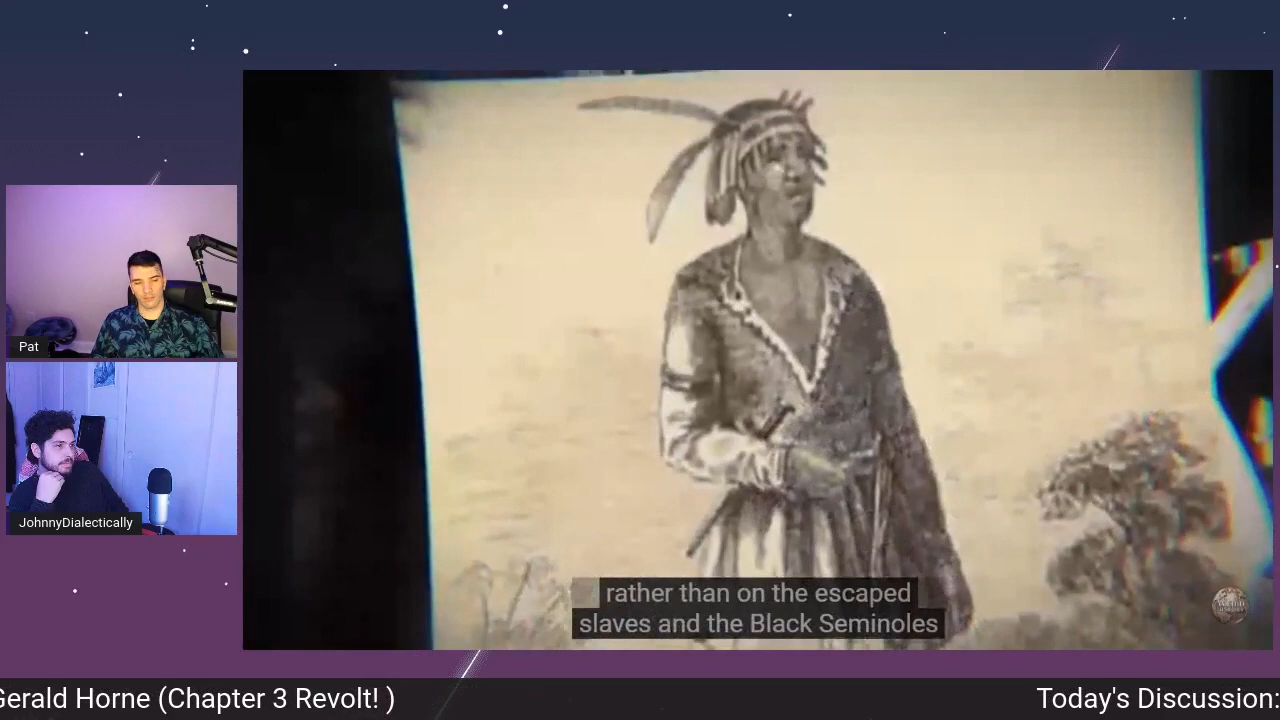 Pat
JohnnyDialectically
rather than on the escaped
slaves and the Black Seminoles
Gerald Horne (Chapter 3 Revolt! )
Today's Discussion: